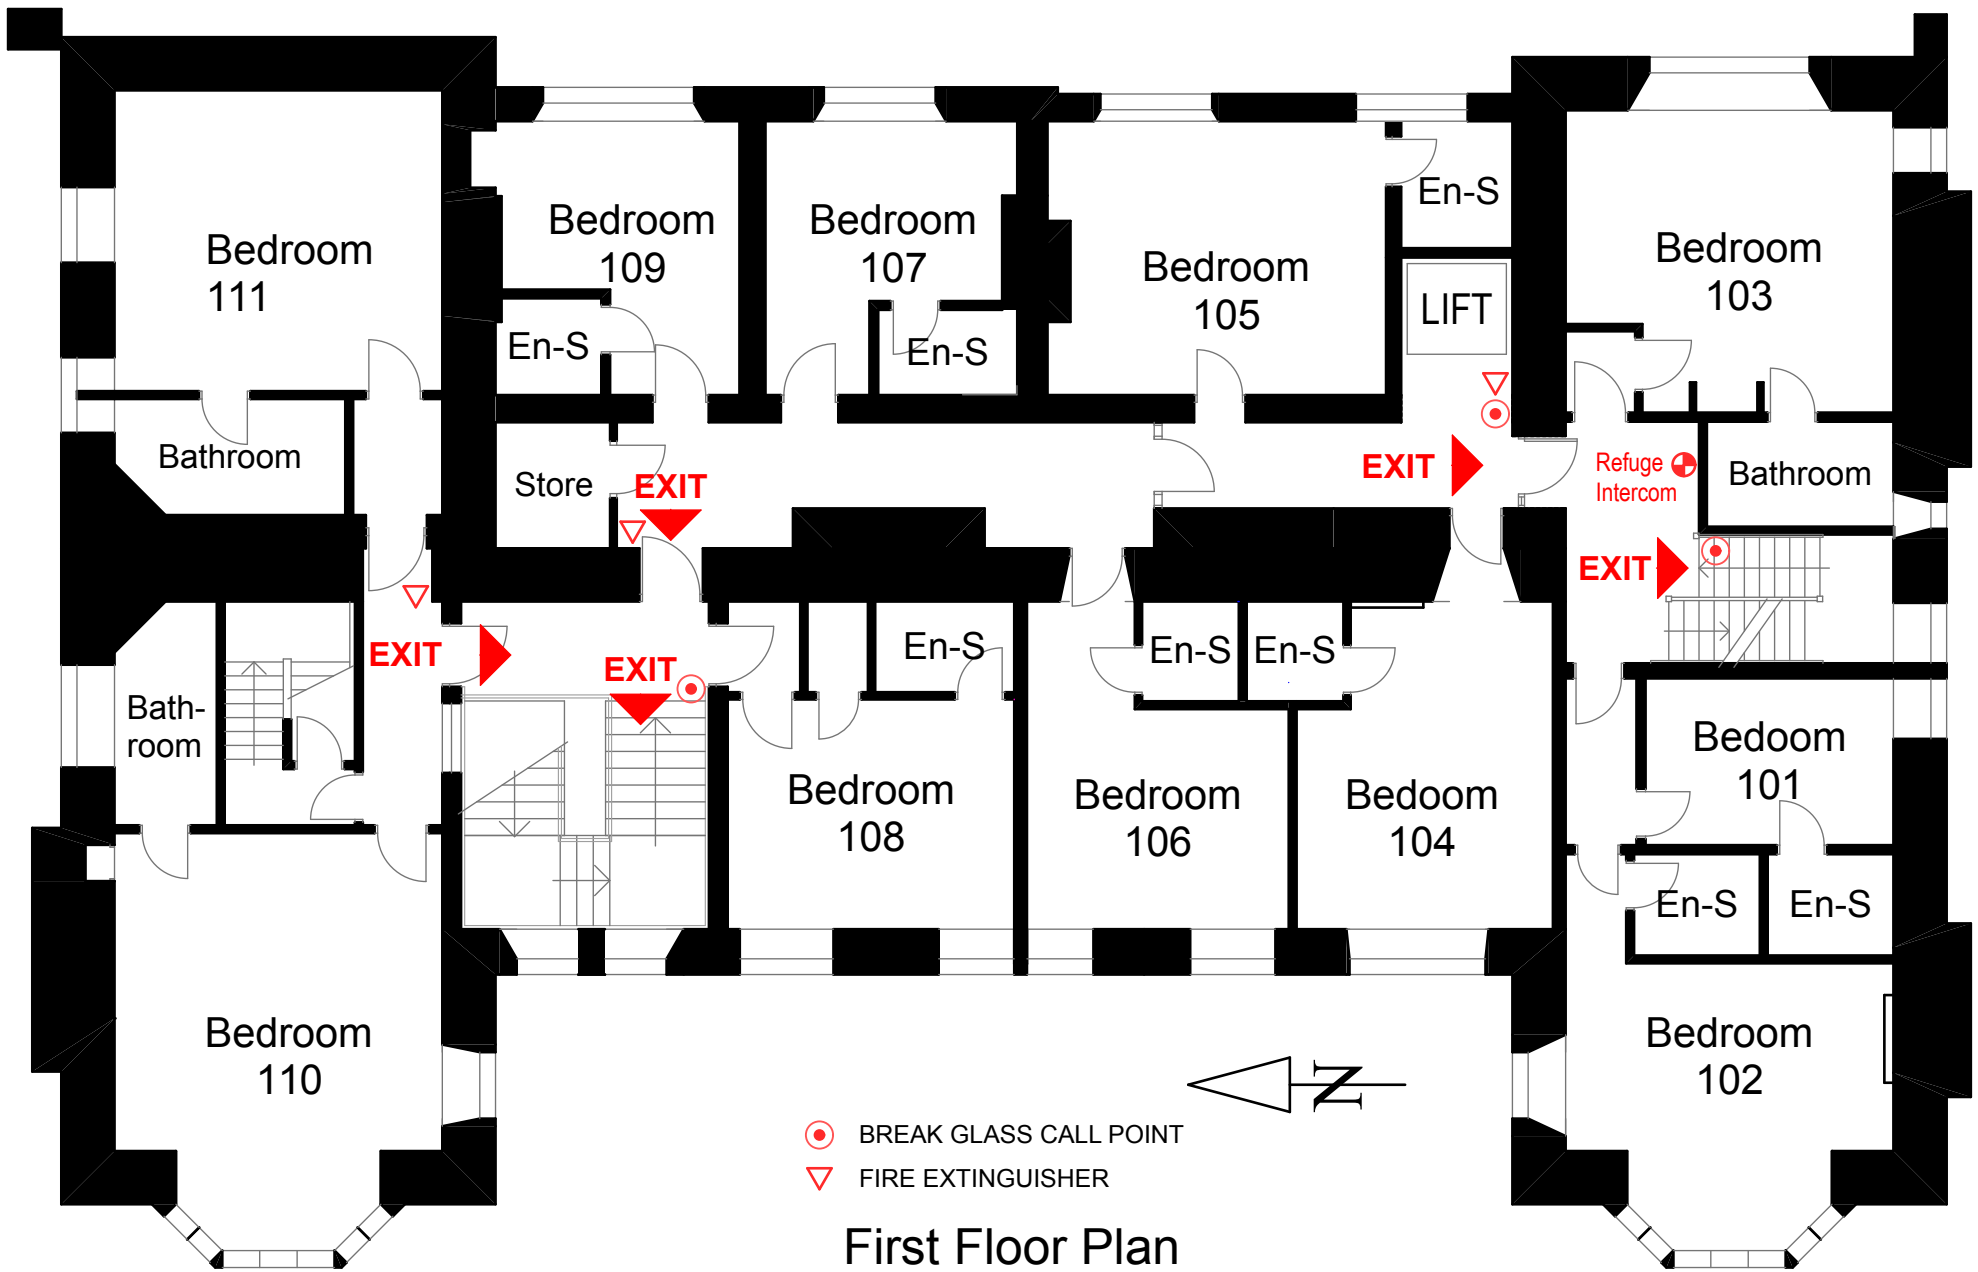 Bedroom
111
Bedroom
109
Bedroom
107
Bedroom
105
En-S
LIFT
Bedroom
103
En-S
En-S
Bathroom
Store
EXIT
EXIT
Refuge
Intercom
Bathroom
EXIT
EXIT
EXIT
En-S
En-S
En-S
Bath-
room
Bedroom
108
Bedroom
106
Bedoom
104
Bedoom
101
En-S
En-S
Bedroom
110
Bedroom
102
N
BREAK GLASS CALL POINT
FIRE EXTINGUISHER
First Floor Plan